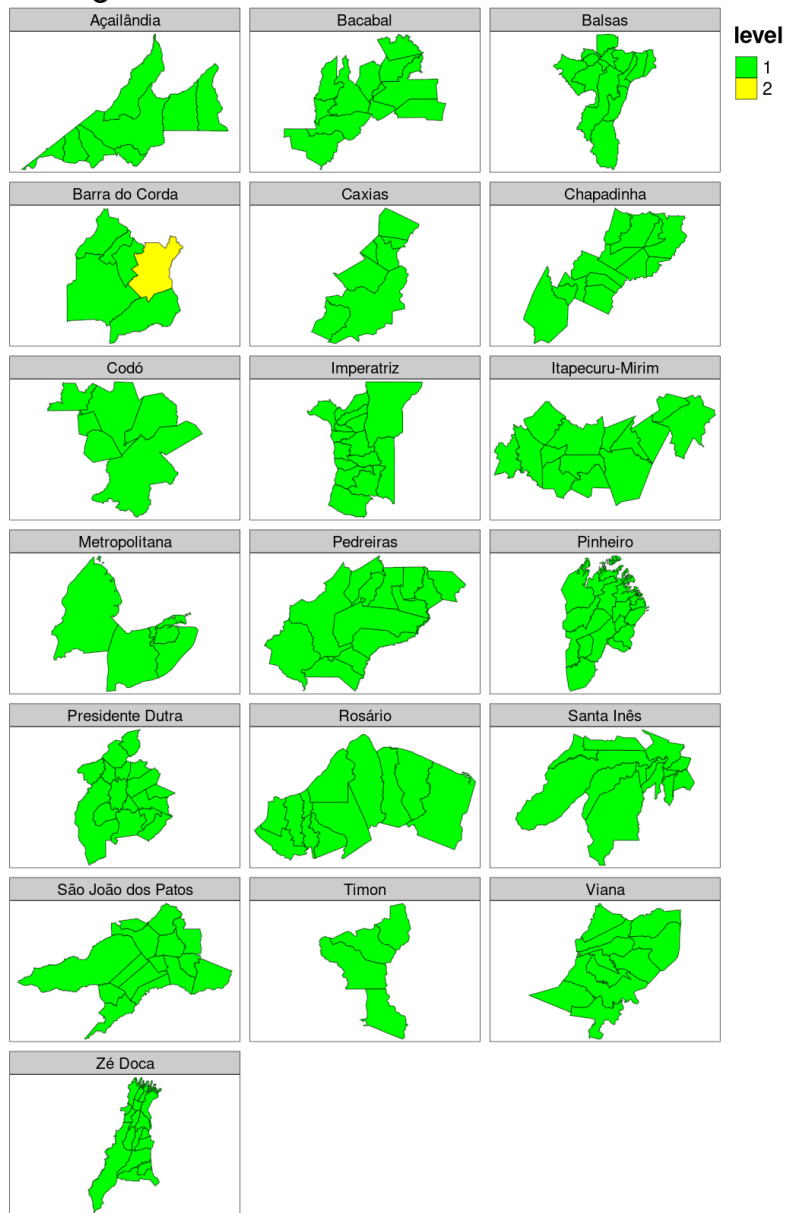 Açailândia
Bacabal
Balsas
level
1
2
Barra do Corda
Caxias
Chapadinha
Codó
Imperatriz
Itapecuru-Mirim
Metropolitana
Pedreiras
Pinheiro
Presidente Dutra
Rosário
Santa Inês
São João dos Patos
Timon
Viana
Zé Doca